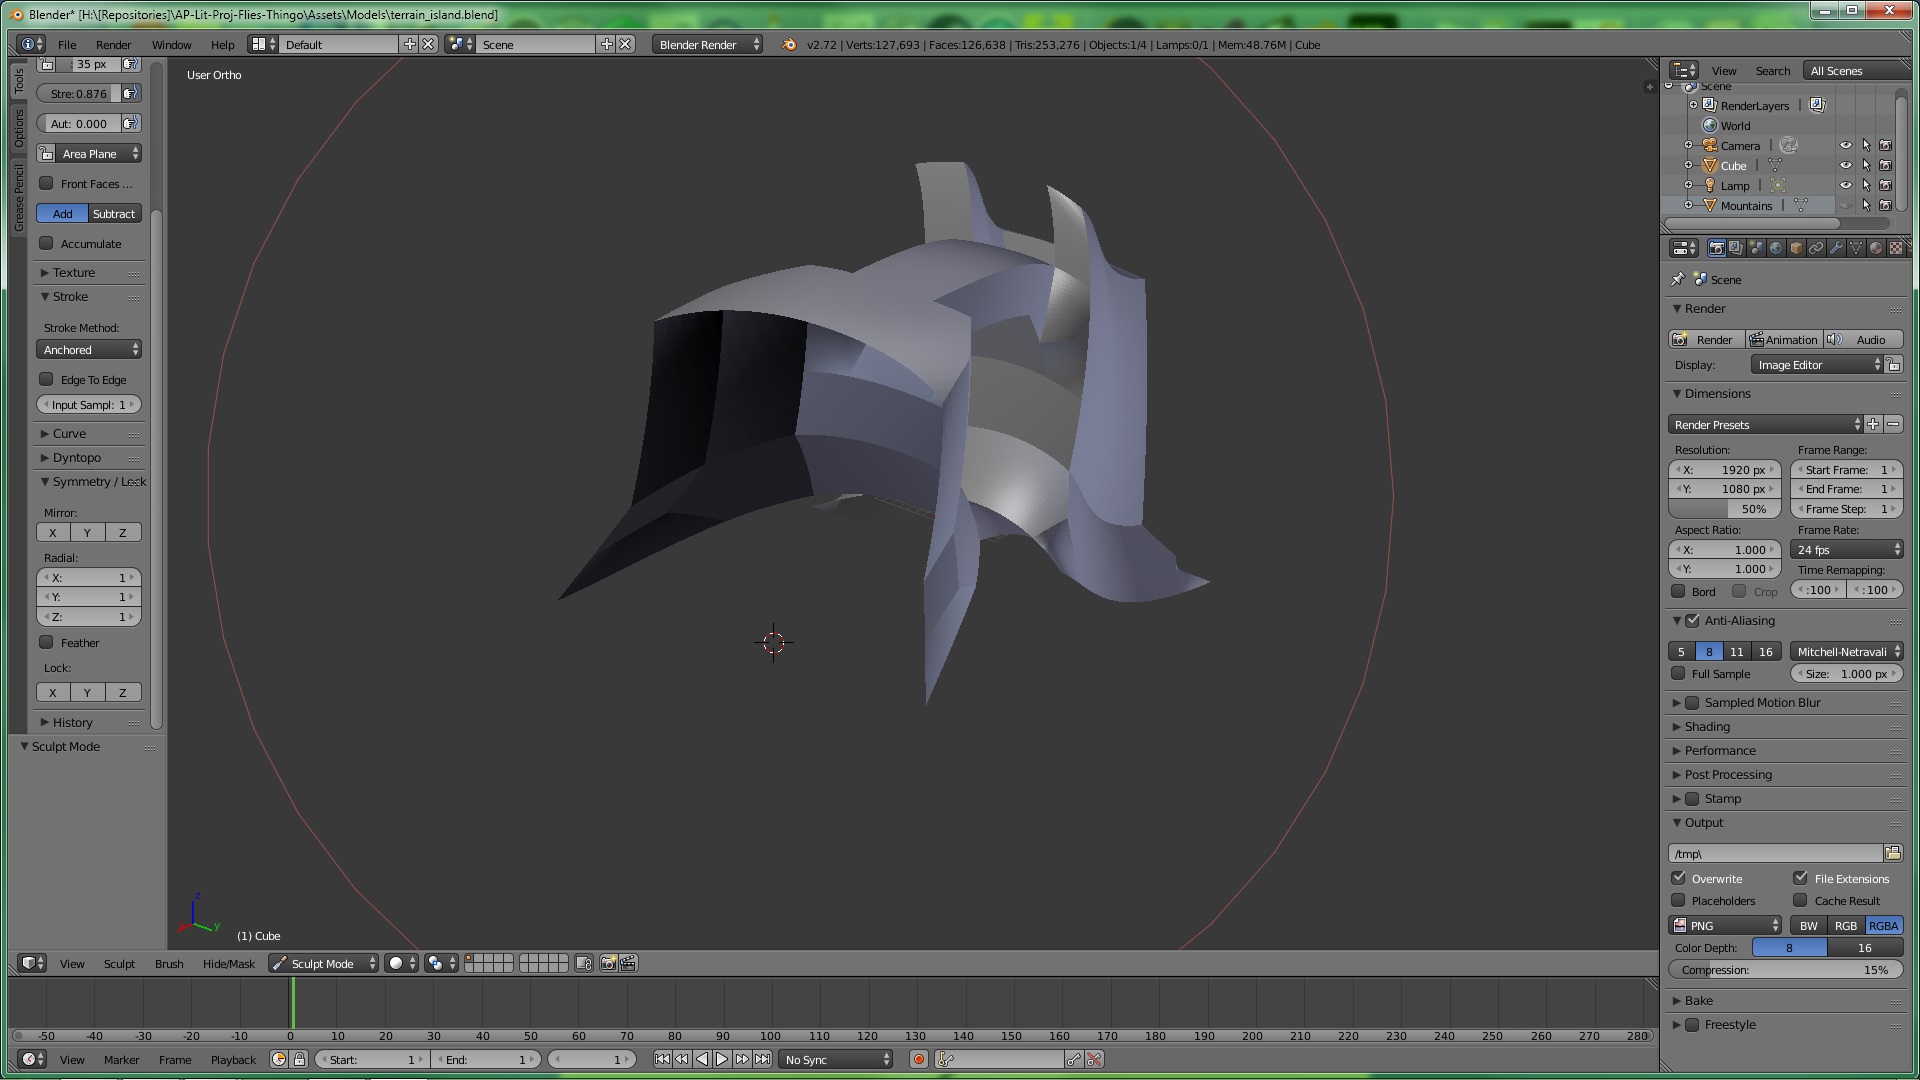 Blender* [H:\[Repositories]\AP-Lit-Proj-Flies-Thingo\Assets\Models\terrain_island.blend]
File Render Window Help Default Scene Blender Render v2.72 | Verts:127,693 | Faces:126,638 | Tris:253,276 | Objects:1/4 | Lamps:0/1 | Mem:48.76M | Cube
Tools
Options
Grease Pencil
: 35 px
Stre: 0.876
Aut: 0.000
Area Plane
Front Faces ...
Add Subtract
Accumulate
Texture
Stroke
Stroke Method:
Anchored
Edge To Edge
Input Sampl: 1
Curve
Dyntopo
Symmetry / Lock
Mirror:
X Y Z
Radial:
X: 1
Y: 1
Z: 1
Feather
Lock:
X Y Z
History
Sculpt Mode
User Ortho
z
y
(1) Cube
View Sculpt Brush Hide/Mask Sculpt Mode
-50 -40 -30 -20 -10 0 10 20 30 40 50 60 70 80 90 100 110 120 130 140 150 160 170 180 190 200 210 220 230 240 250 260 270 280
View Marker Frame Playback Start: 1 End: 1 1 No Sync
View Search All Scenes
Scene
RenderLayers |
World
Camera |
Cube |
Lamp |
Mountains |
Scene
Render
Render Animation Audio
Display: Image Editor
Dimensions
Render Presets
Resolution: Frame Range:
X: 1920 px Start Frame: 1
Y: 1080 px End Frame: 1
50% Frame Step: 1
Aspect Ratio: Frame Rate:
X: 1.000 24 fps
Y: 1.000 Time Remapping:
Bord Crop :100 :100
Anti-Aliasing
5 8 11 16 Mitchell-Netravali
Full Sample Size: 1.000 px
Sampled Motion Blur
Shading
Performance
Post Processing
Stamp
Output
/tmp\
Overwrite File Extensions
Placeholders Cache Result
PNG BW RGB RGBA
Color Depth: 8 16
Compression: 15%
Bake
Freestyle